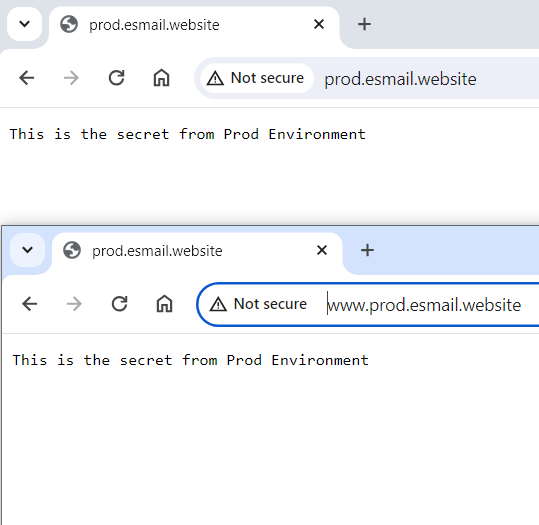 prod.esmail.website
Not secure prod.esmail.website
This is the secret from Prod Environment
prod.esmail.website
Not secure www.prod.esmail.website
This is the secret from Prod Environment